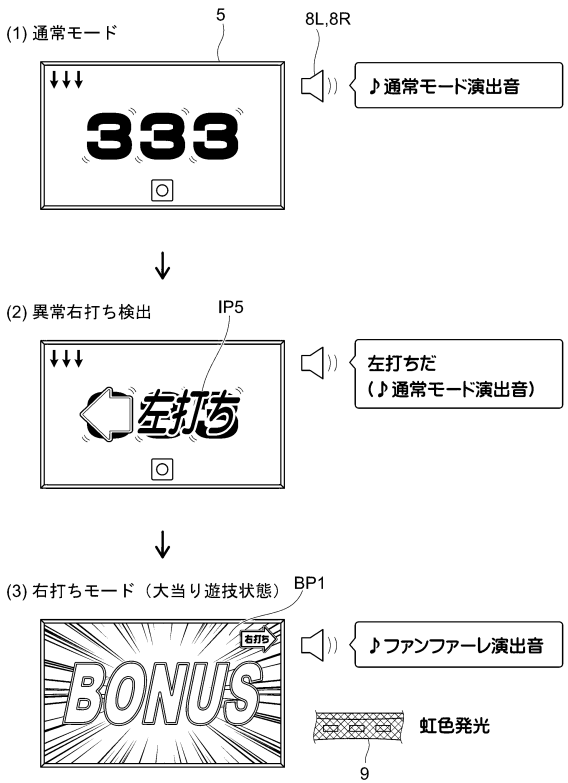 5
8L,8R
(1) 通常モード
♪通常モード演出音
333
IP5
(2) 異常右打ち検出
左打ちだ
(♪通常モード演出音)
左打ち
(3) 右打ちモード（大当り遊技状態）
BP1
右打ち
♪ファンファーレ演出音
BONUS
虹色発光
9